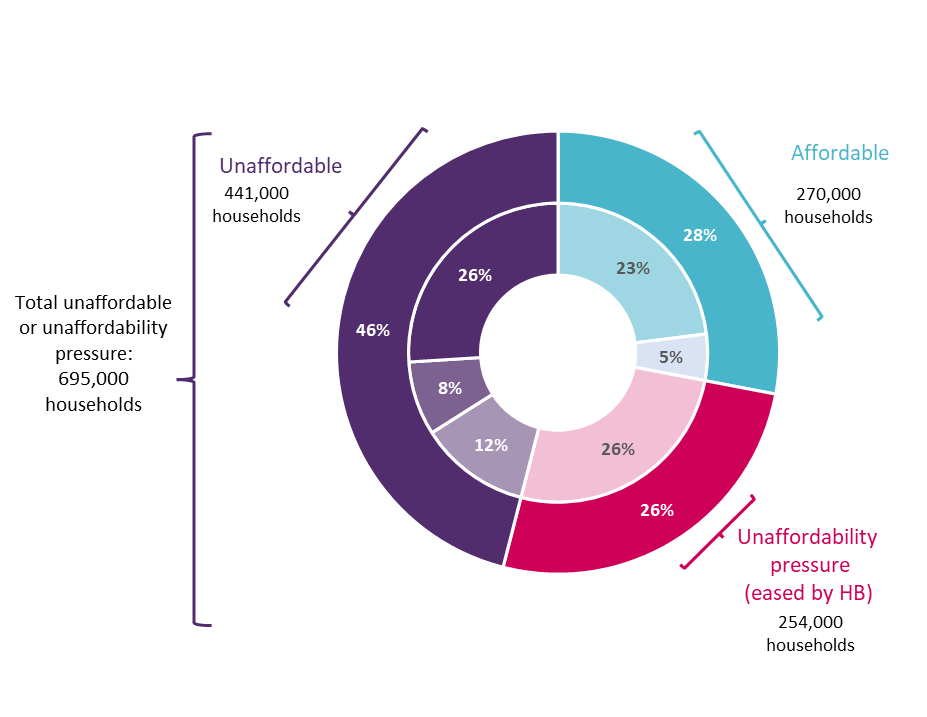 Unaffordable
441,000
households
Affordable
270,000
households
28%
23%
26%
46%
5%
8%
12%
26%
26%
Total unaffordable
or unaffordability
pressure:
695,000
households
Unaffordability
pressure
(eased by HB)
254,000
households